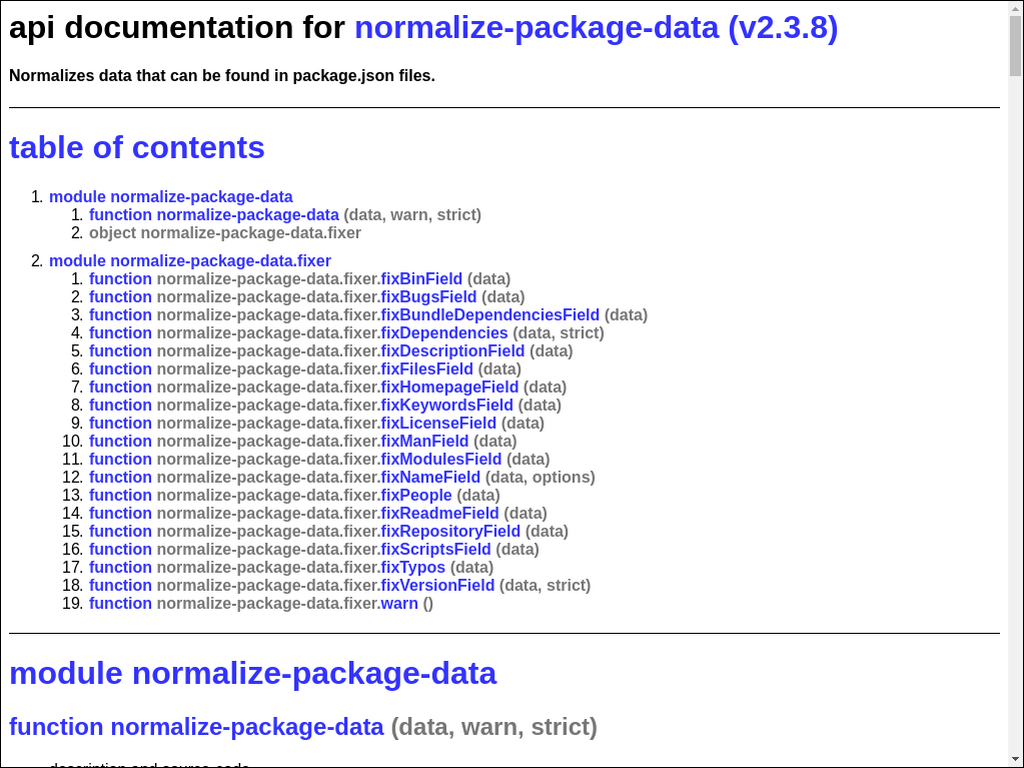 api documentation for normalize-package-data (v2.3.8)
Normalizes data that can be found in package.json files.
table of contents
1. module normalize-package-data
1. function normalize-package-data (data, warn, strict)
2. object normalize-package-data.fixer
2. module normalize-package-data.fixer
1. function normalize-package-data.fixer.fixBinField (data)
2. function normalize-package-data.fixer.fixBugsField (data)
3. function normalize-package-data.fixer.fixBundleDependenciesField (data)
4. function normalize-package-data.fixer.fixDependencies (data, strict)
5. function normalize-package-data.fixer.fixDescriptionField (data)
6. function normalize-package-data.fixer.fixFilesField (data)
7. function normalize-package-data.fixer.fixHomepageField (data)
8. function normalize-package-data.fixer.fixKeywordsField (data)
9. function normalize-package-data.fixer.fixLicenseField (data)
10. function normalize-package-data.fixer.fixManField (data)
11. function normalize-package-data.fixer.fixModulesField (data)
12. function normalize-package-data.fixer.fixNameField (data, options)
13. function normalize-package-data.fixer.fixPeople (data)
14. function normalize-package-data.fixer.fixReadmeField (data)
15. function normalize-package-data.fixer.fixRepositoryField (data)
16. function normalize-package-data.fixer.fixScriptsField (data)
17. function normalize-package-data.fixer.fixTypos (data)
18. function normalize-package-data.fixer.fixVersionField (data, strict)
19. function normalize-package-data.fixer.warn ()
module normalize-package-data
function normalize-package-data (data, warn, strict)
description and source-code